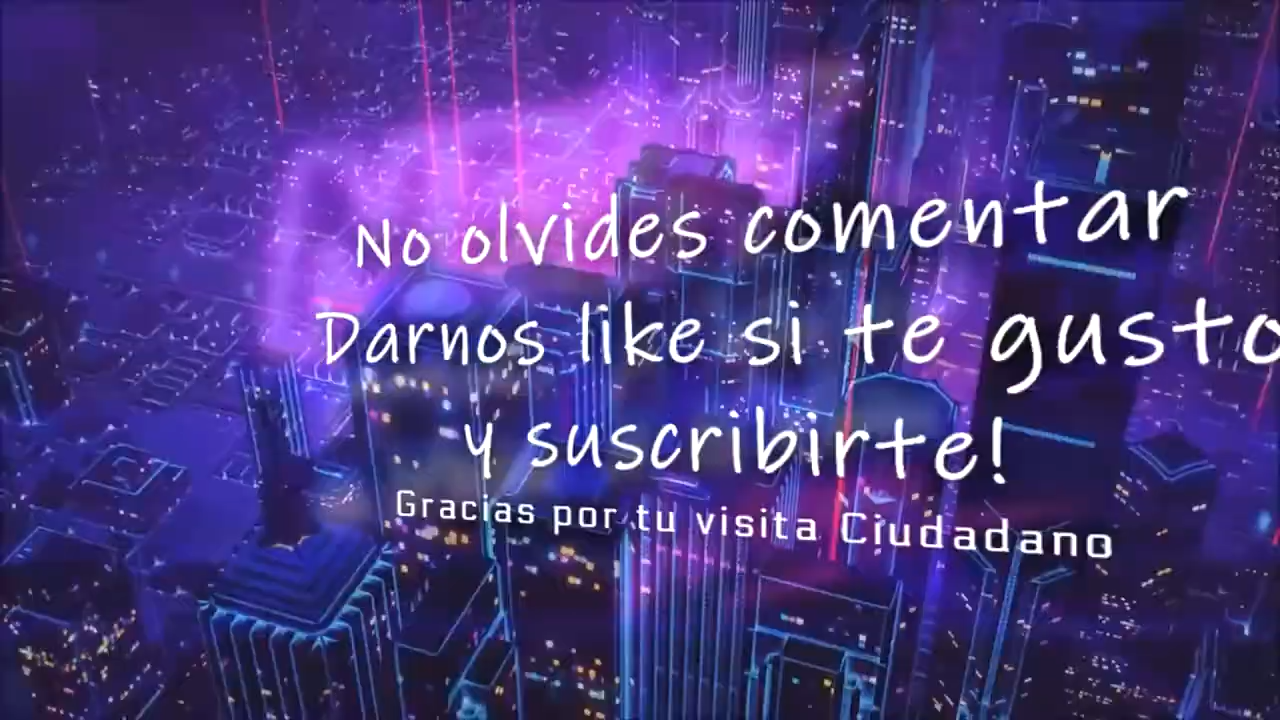 No olvides comentar
Darnos like si te gusto
y suscribirte!
Gracias por tu visita Ciudadano